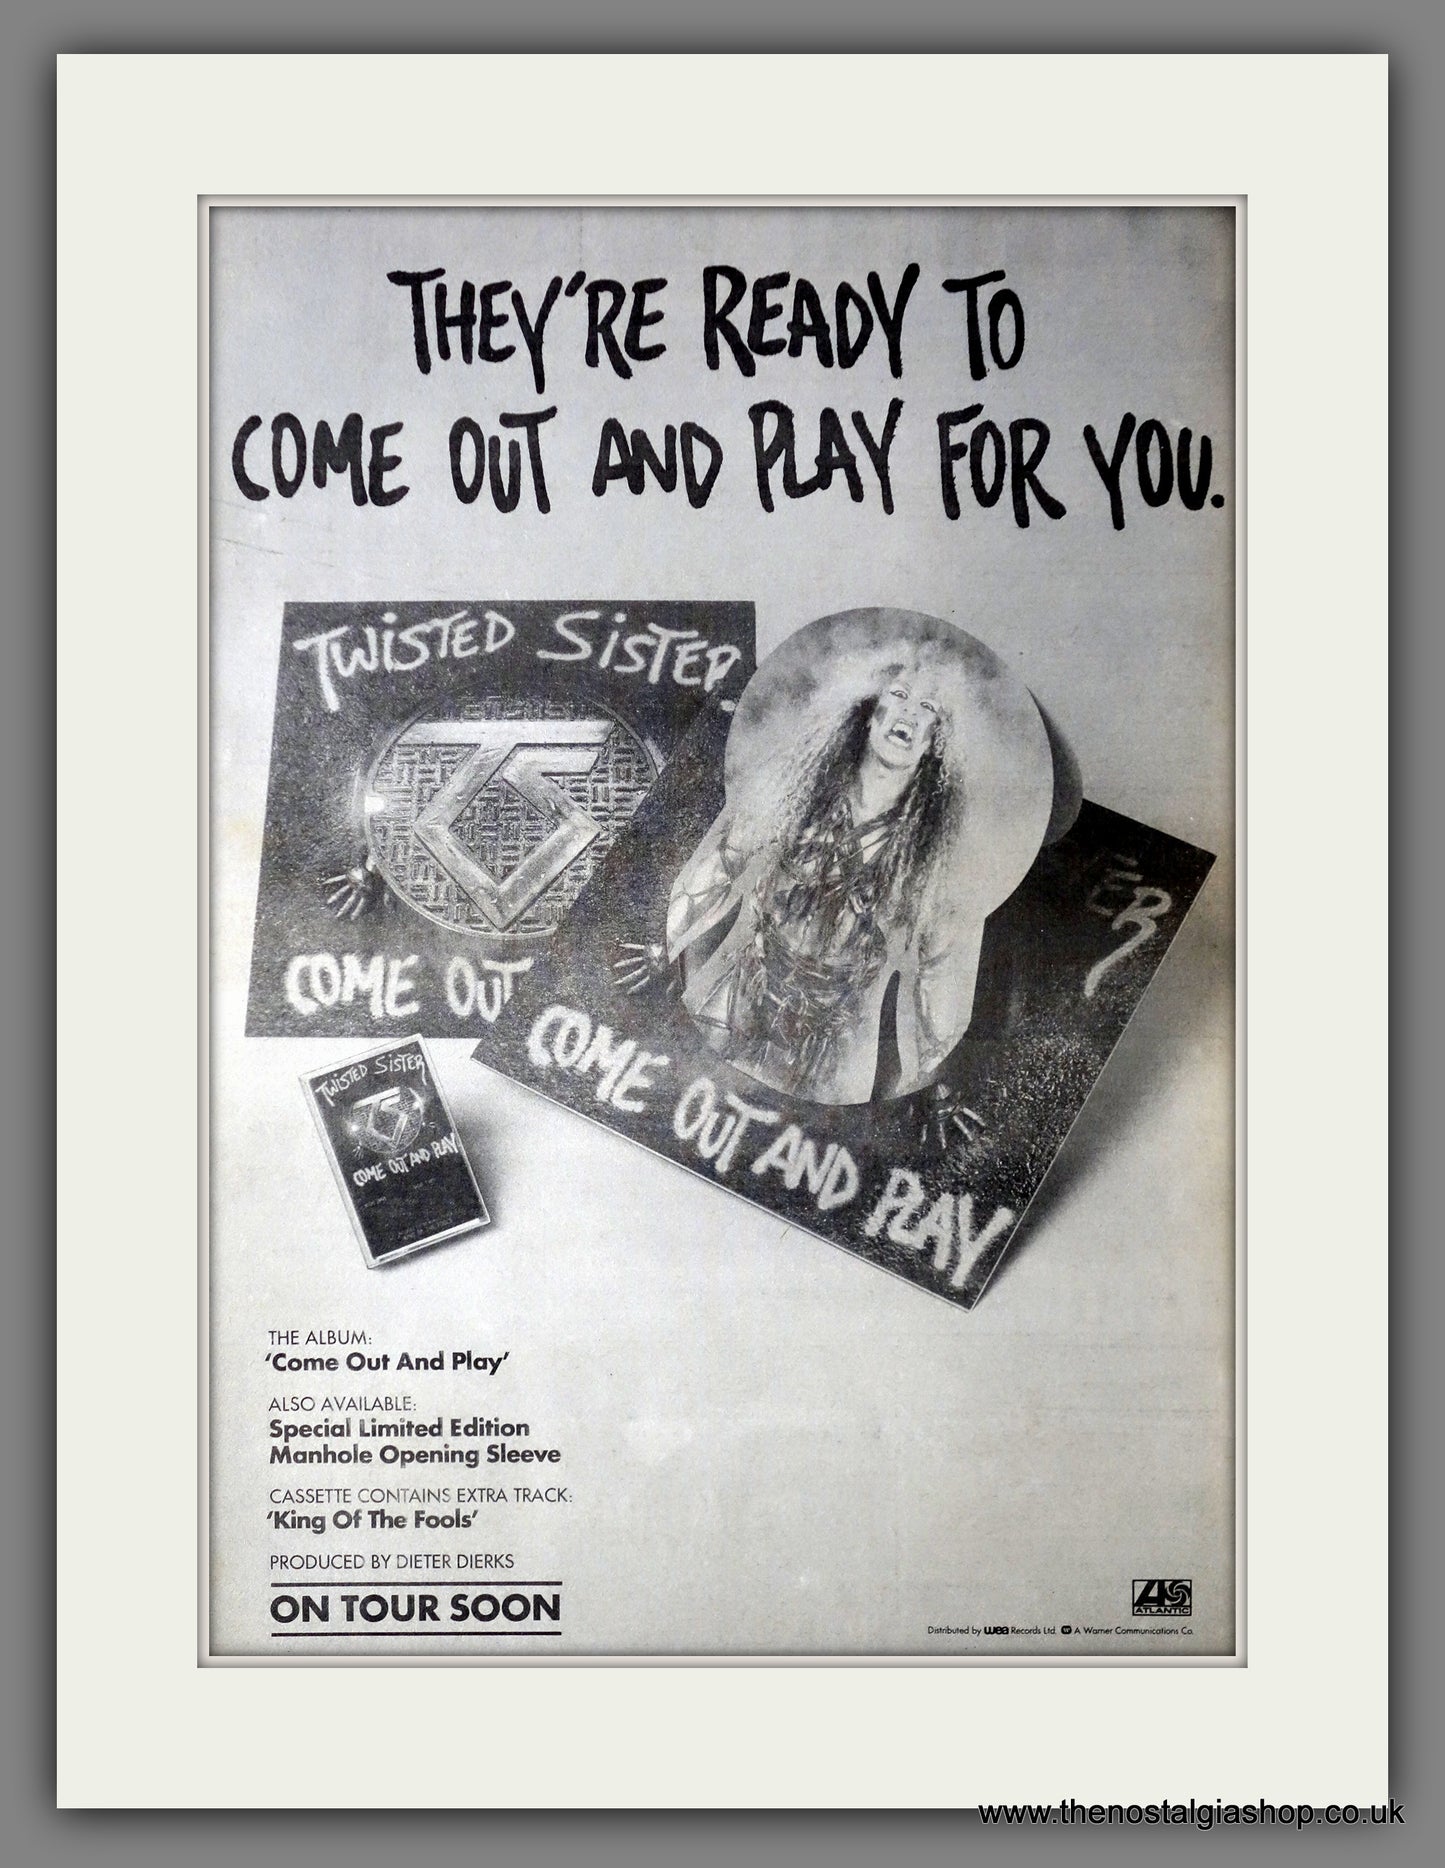 THEY'RE READY TO
COME OUT AND PLAY FOR YOU.
TWiSTED SiSTER
TS
COME OUT
ER
COME OUT AND PLAY
TWiSTED SiSTER
TS
COME OUT AND PLAY
THE ALBUM:
‘Come Out And Play’
ALSO AVAILABLE:
Special Limited Edition
Manhole Opening Sleeve
CASSETTE CONTAINS EXTRA TRACK:
‘King Of The Fools’
PRODUCED BY DIETER DIERKS
ON TOUR SOON
ATLANTIC
Distributed by wea Records Ltd. A Warner Communications Co.
www.thenostalgiashop.co.uk